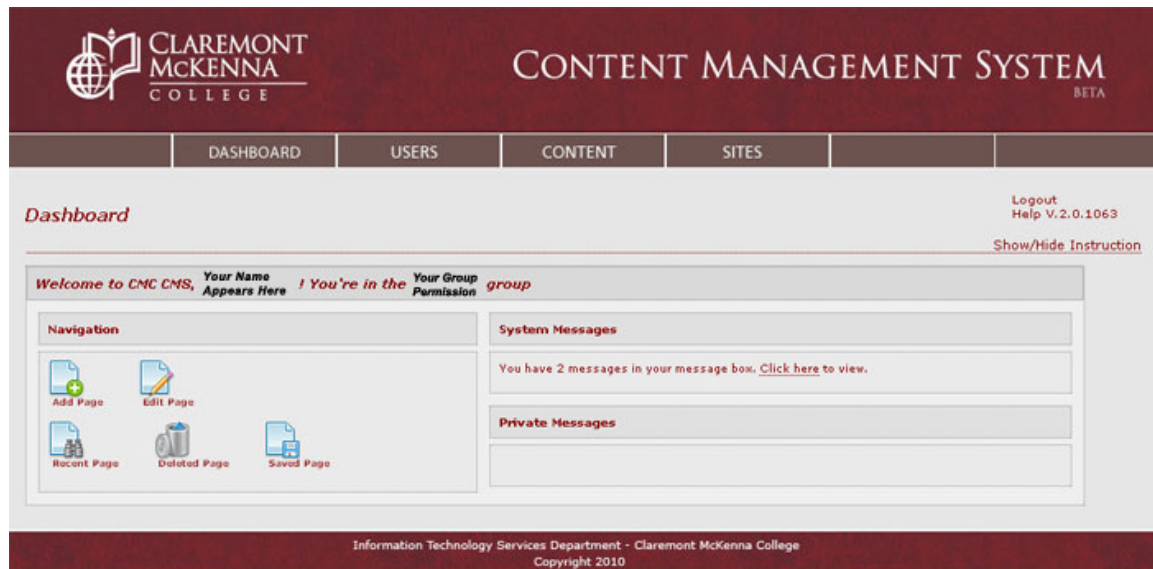 CLAREMONT
MCKENNA
COLLEGE
CONTENT MANAGEMENT SYSTEM
BETA
DASHBOARD USERS CONTENT SITES
Dashboard
Logout
Help V.2.0.1063
Show/Hide Instruction
Welcome to CMC CMS, Your Name Appears Here ! You're in the Your Group Permission group
Navigation
Add Page Edit Page
Recent Page Deleted Page Saved Page
System Messages
You have 2 messages in your message box. Click here to view.
Private Messages
Information Technology Services Department - Claremont McKenna College
Copyright 2010